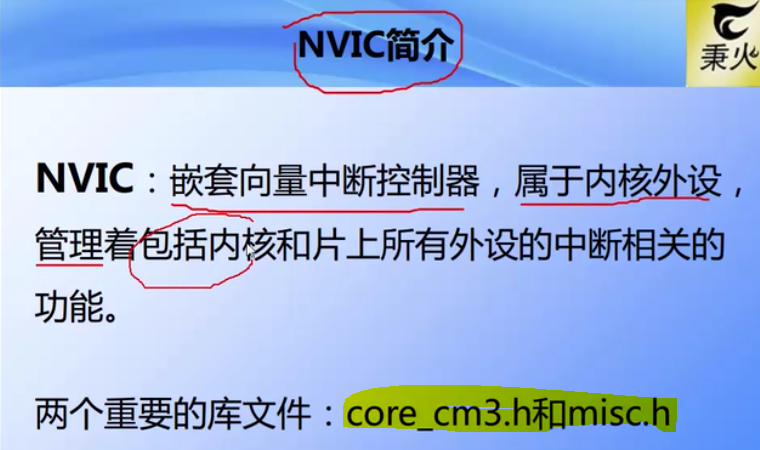 NVIC简介
秉火
NVIC：嵌套向量中断控制器，属于内核外设，
管理着包括内核和片上所有外设的中断相关的
功能。
两个重要的库文件：core_cm3.h和misc.h